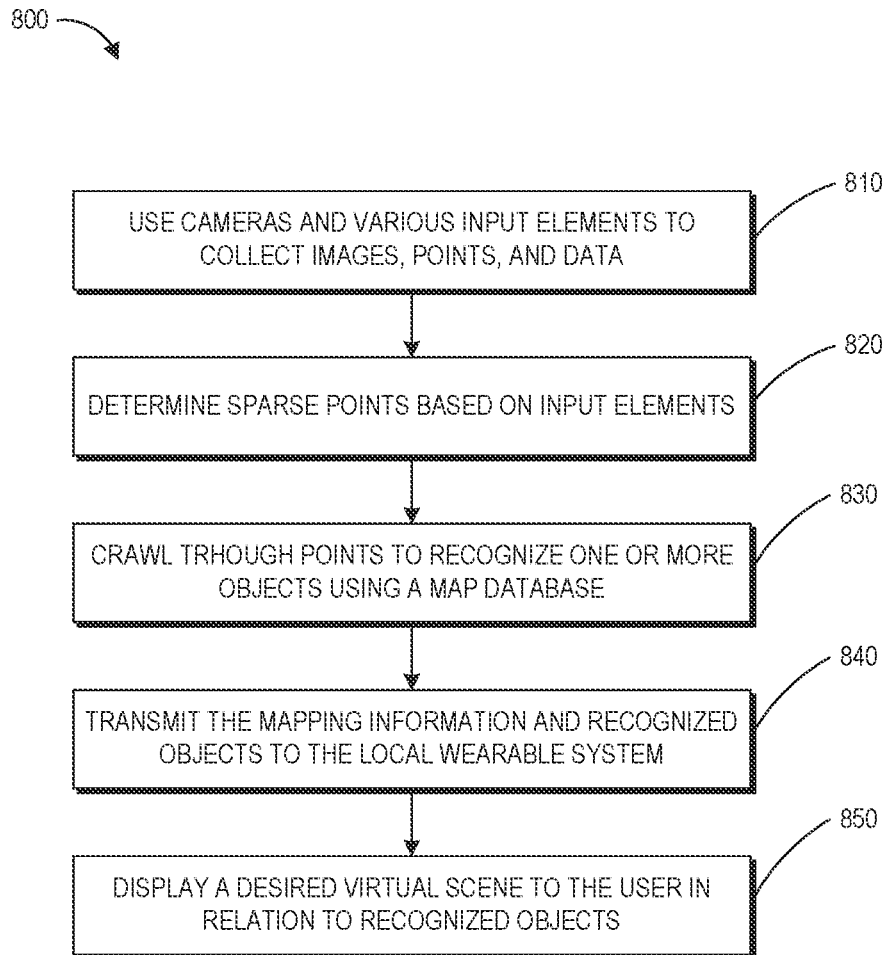 800
810
USE CAMERAS AND VARIOUS INPUT ELEMENTS TO
COLLECT IMAGES, POINTS, AND DATA
820
DETERMINE SPARSE POINTS BASED ON INPUT ELEMENTS
830
CRAWL TRHOUGH POINTS TO RECOGNIZE ONE OR MORE
OBJECTS USING A MAP DATABASE
840
TRANSMIT THE MAPPING INFORMATION AND RECOGNIZED
OBJECTS TO THE LOCAL WEARABLE SYSTEM
850
DISPLAY A DESIRED VIRTUAL SCENE TO THE USER IN
RELATION TO RECOGNIZED OBJECTS